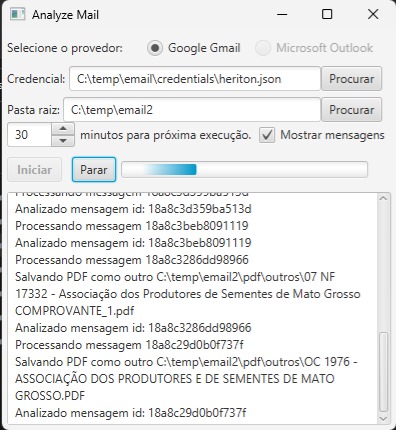 Analyze Mail
Selecione o provedor: Google Gmail Microsoft Outlook
Credencial: C:\temp\email\credentials\heriton.json Procurar
Pasta raiz: C:\temp\email2 Procurar
30 minutos para próxima execução. Mostrar mensagens
Iniciar Parar
Processando mensagem 18a8c3d359ba513d
Analizado mensagem id: 18a8c3d359ba513d
Processando mensagem 18a8c3beb8091119
Analizado mensagem id: 18a8c3beb8091119
Processando mensagem 18a8c3286dd98966
Salvando PDF como outro C:\temp\email2\pdf\outros\07 NF
17332 - Associação dos Produtores de Sementes de Mato Grosso
COMPROVANTE_1.pdf
Analizado mensagem id: 18a8c3286dd98966
Processando mensagem 18a8c29d0b0f737f
Salvando PDF como outro C:\temp\email2\pdf\outros\OC 1976 -
ASSOCIAÇÃO DOS PRODUTORES E DE SEMENTES DE MATO
GROSSO.PDF
Analizado mensagem id: 18a8c29d0b0f737f